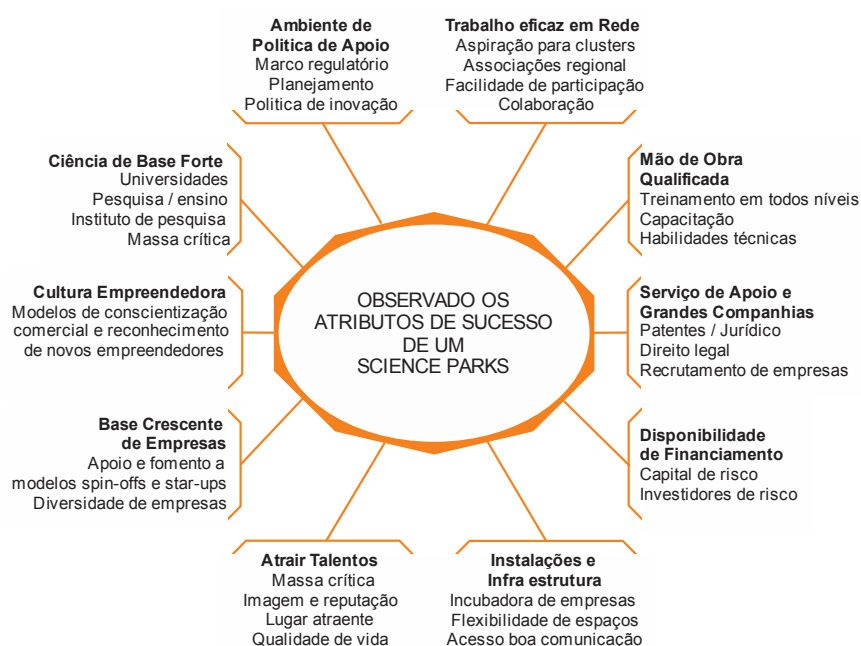 Ambiente de
Politica de Apoio
Marco regulatório
Planejamento
Politica de inovação
Trabalho eficaz em Rede
Aspiração para clusters
Associações regional
Facilidade de participação
Colaboração
Ciência de Base Forte
Universidades
Pesquisa / ensino
Instituto de pesquisa
Massa crítica
Mão de Obra
Qualificada
Treinamento em todos níveis
Capacitação
Habilidades técnicas
Cultura Empreendedora
Modelos de conscientização
comercial e reconhecimento
de novos empreendedores
OBSERVADO OS
ATRIBUTOS DE SUCESSO
DE UM
SCIENCE PARKS
Serviço de Apoio e
Grandes Companhias
Patentes / Jurídico
Direito legal
Recrutamento de empresas
Base Crescente
de Empresas
Apoio e fomento a
modelos spin-offs e star-ups
Diversidade de empresas
Disponibilidade
de Financiamento
Capital de risco
Investidores de risco
Atrair Talentos
Massa crítica
Imagem e reputação
Lugar atraente
Qualidade de vida
Instalações e
Infra estrutura
Incubadora de empresas
Flexibilidade de espaços
Acesso boa comunicação